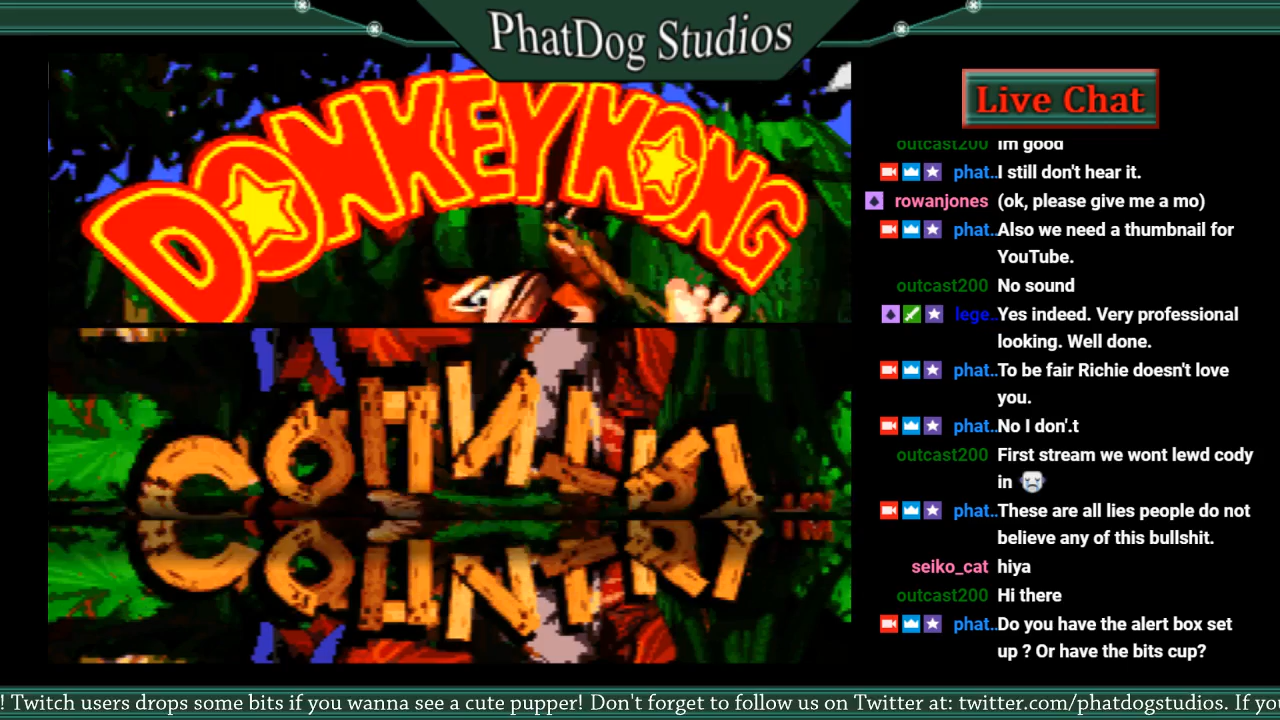 PhatDog Studios
DONKEY KONG
COUNTRY
Live Chat
outcast200 im good
phat.. I still don't hear it.
rowanjones (ok, please give me a mo)
phat.. Also we need a thumbnail for
YouTube.
outcast200 No sound
lege.. Yes indeed. Very professional
looking. Well done.
phat.. To be fair Richie doesn't love
you.
phat.. No I don'.t
outcast200 First stream we wont lewd cody
in
phat.. These are all lies people do not
believe any of this bullshit.
seiko_cat hiya
outcast200 Hi there
phat.. Do you have the alert box set
up ? Or have the bits cup?
! Twitch users drops some bits if you wanna see a cute pupper! Don't forget to follow us on Twitter at: twitter.com/phatdogstudios. If yo